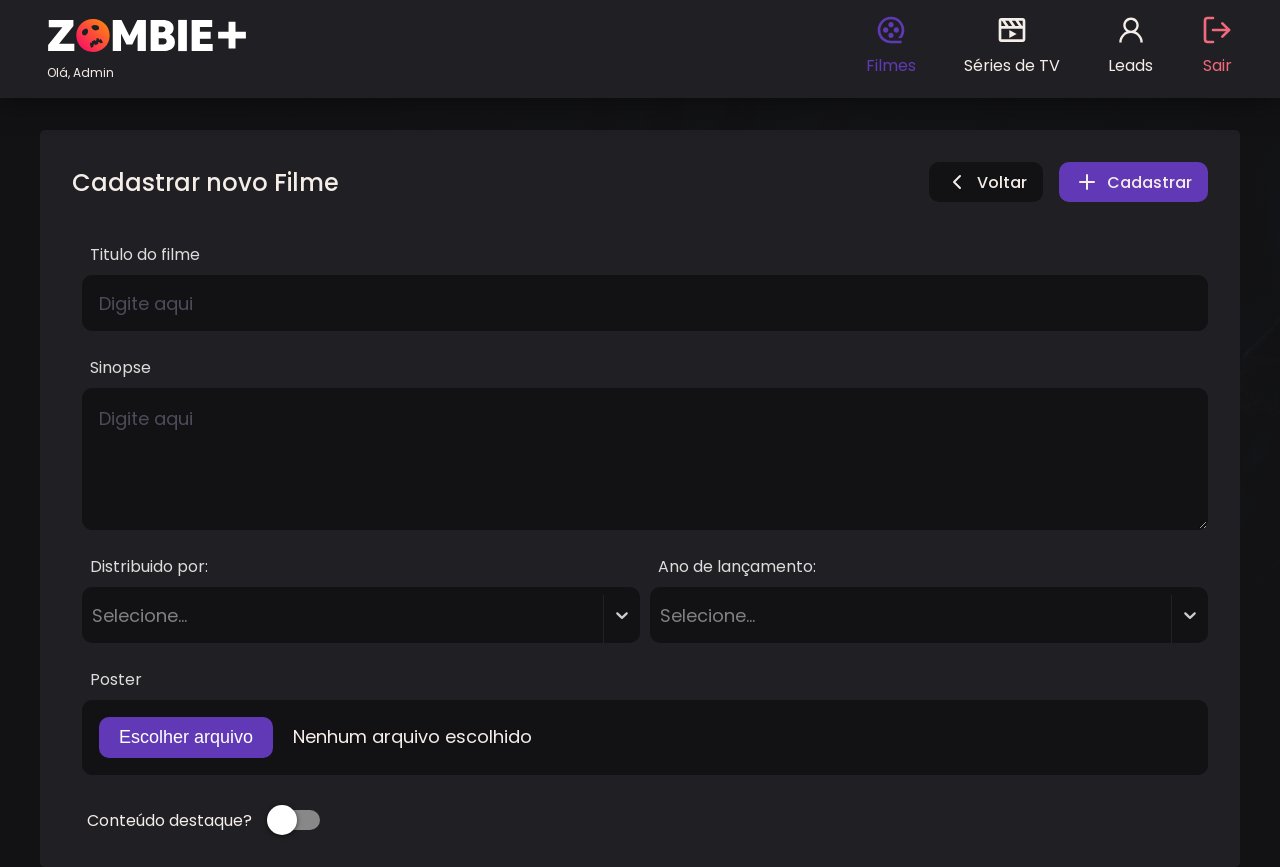 ZOMBIE+
Olá, Admin
Filmes
Séries de TV
Leads
Sair
Cadastrar novo Filme
Voltar
Cadastrar
Titulo do filme
Digite aqui
Sinopse
Digite aqui
Distribuido por:
Ano de lançamento:
Selecione...
Selecione...
Poster
Escolher arquivo
Nenhum arquivo escolhido
Conteúdo destaque?